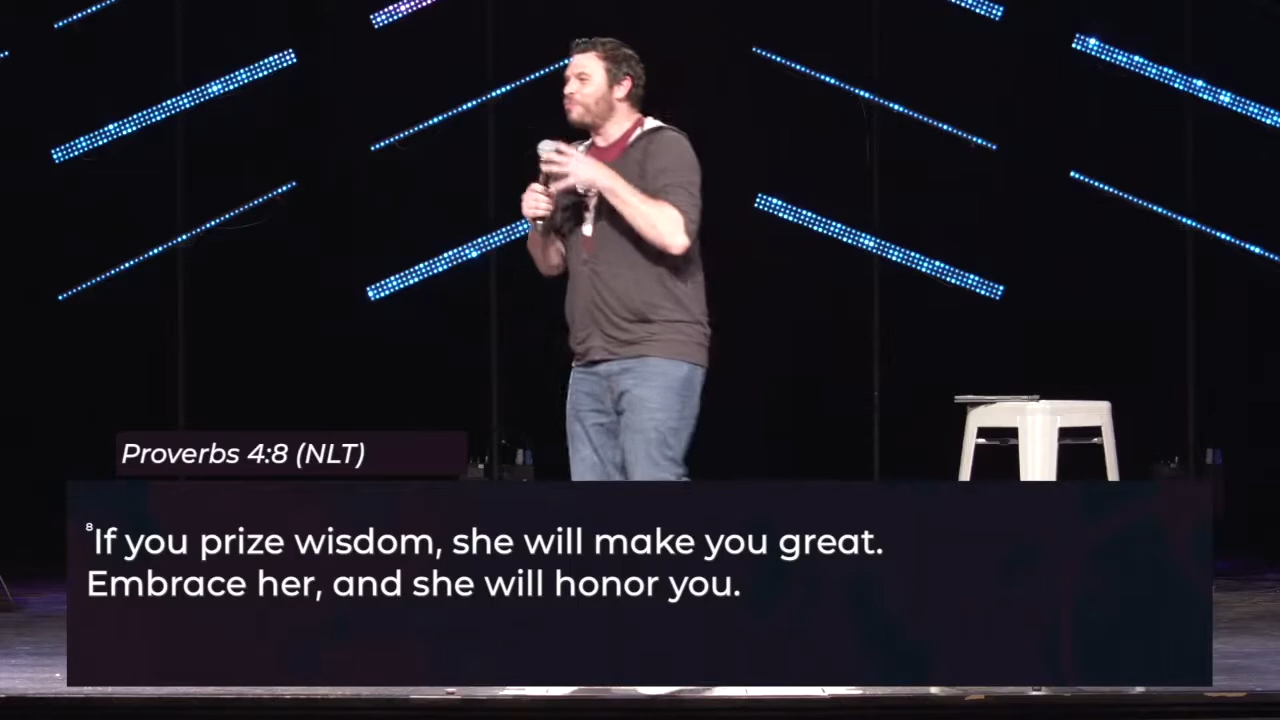 Proverbs 4:8 (NLT)
⁸If you prize wisdom, she will make you great.
Embrace her, and she will honor you.